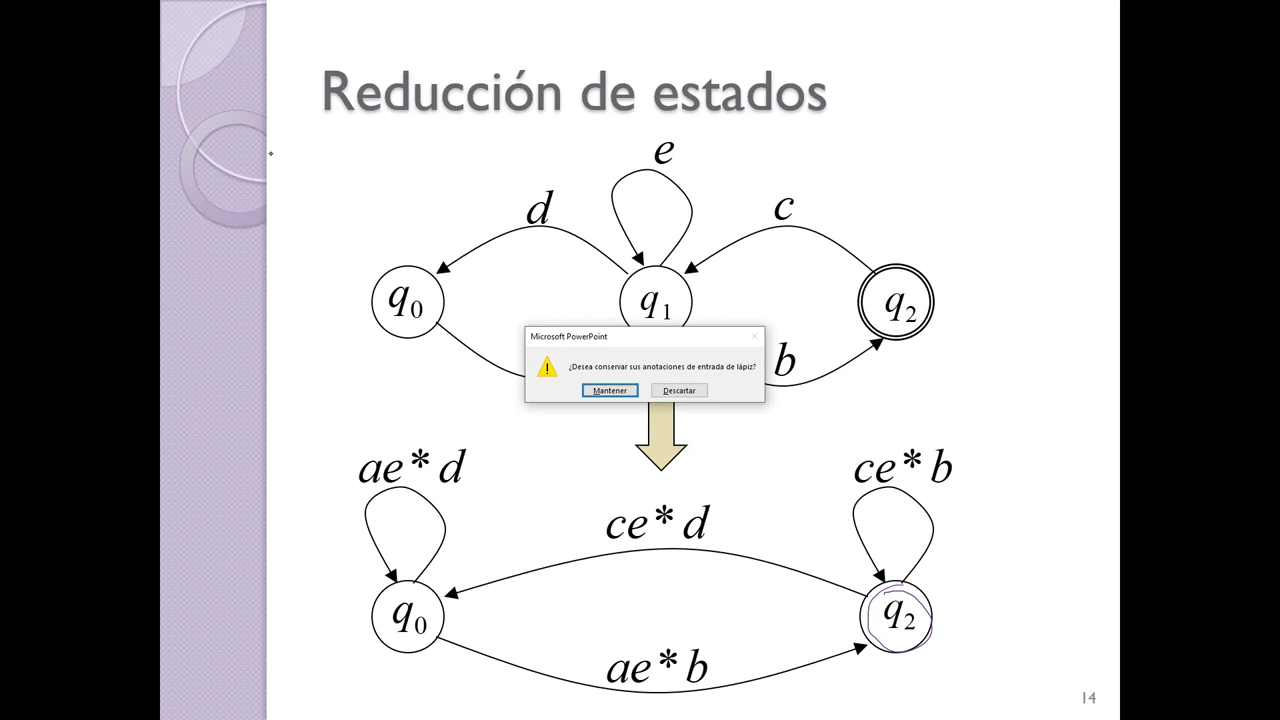 Reducción de estados
e
d
c
q0
q1
q2
Microsoft PowerPoint
¿Desea conservar sus anotaciones de entrada de lápiz?
Mantener
Descartar
b
ae* d
ce* b
ce* d
q0
q2
ae* b
14